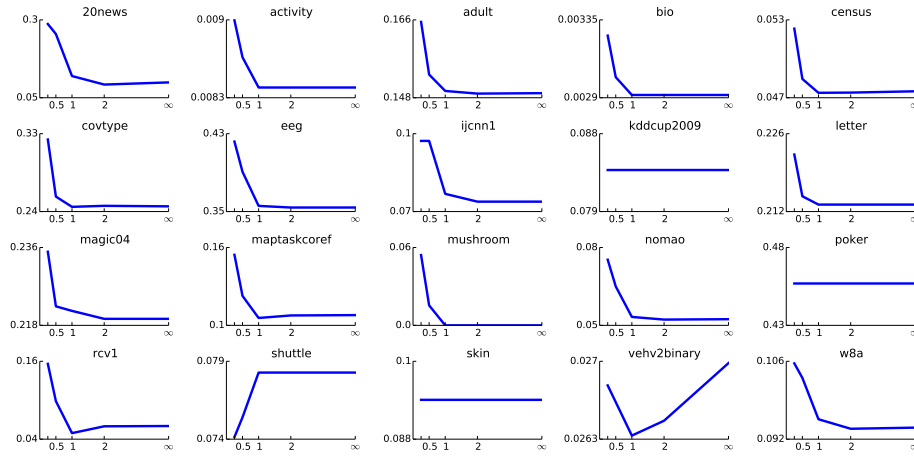 20news activity adult bio census
0.3 0.009 0.166 0.00335 0.053
0.05 0.0083 0.148 0.0029 0.047
0.5 1 2 ∞ 0.5 1 2 ∞ 0.5 1 2 ∞ 0.5 1 2 ∞ 0.5 1 2 ∞
covtype eeg ijcnn1 kddcup2009 letter
0.33 0.43 0.1 0.088 0.226
0.24 0.35 0.07 0.079 0.212
0.5 1 2 ∞ 0.5 1 2 ∞ 0.5 1 2 ∞ 0.5 1 2 ∞ 0.5 1 2 ∞
magic04 maptaskcoref mushroom nomao poker
0.236 0.16 0.06 0.08 0.48
0.218 0.1 0.0 0.05 0.43
0.5 1 2 ∞ 0.5 1 2 ∞ 0.5 1 2 ∞ 0.5 1 2 ∞ 0.5 1 2 ∞
rcv1 shuttle skin vehv2binary w8a
0.16 0.079 0.1 0.027 0.106
0.04 0.074 0.088 0.0263 0.092
0.5 1 2 ∞ 0.5 1 2 ∞ 0.5 1 2 ∞ 0.5 1 2 ∞ 0.5 1 2 ∞